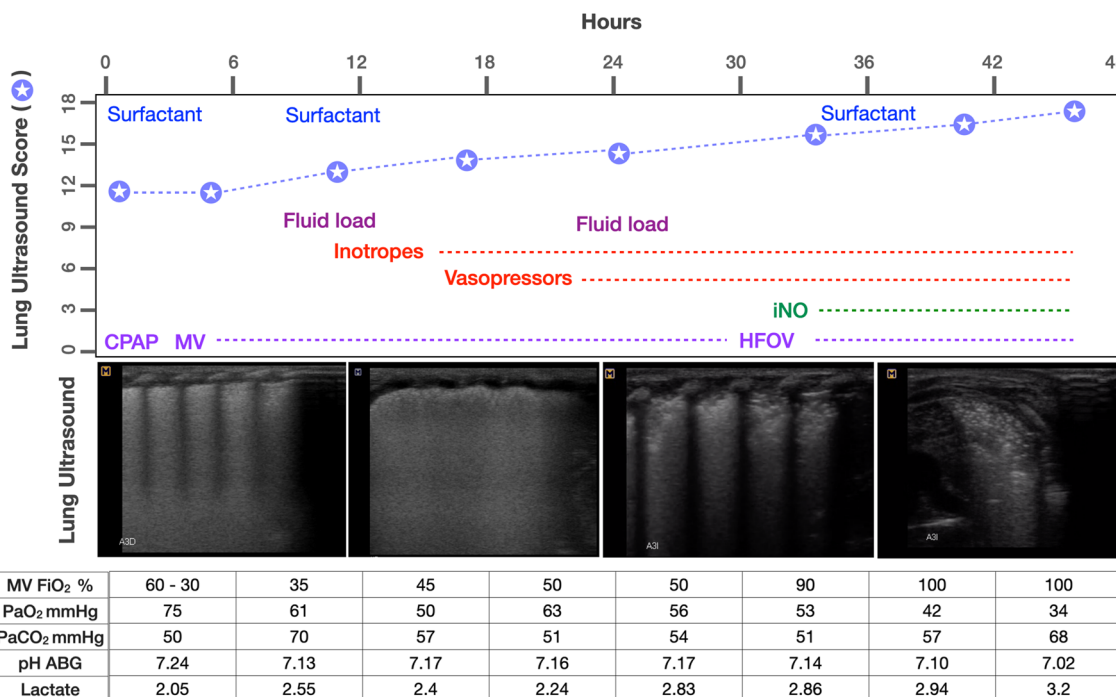 Hours
0 6 12 18 24 30 36 42 4
Lung Ultrasound Score ( )
18
15
12
9
6
3
0
Surfactant Surfactant Surfactant
Fluid load Fluid load
Inotropes
Vasopressors
iNO
CPAP MV HFOV
Lung Ultrasound
A3D
A3I
A3I
MV FiO₂ % 60 - 30 35 45 50 50 90 100 100
PaO₂ mmHg 75 61 50 63 56 53 42 34
PaCO₂ mmHg 50 70 57 51 54 51 57 68
pH ABG 7.24 7.13 7.17 7.16 7.17 7.14 7.10 7.02
Lactate 2.05 2.55 2.4 2.24 2.83 2.86 2.94 3.2